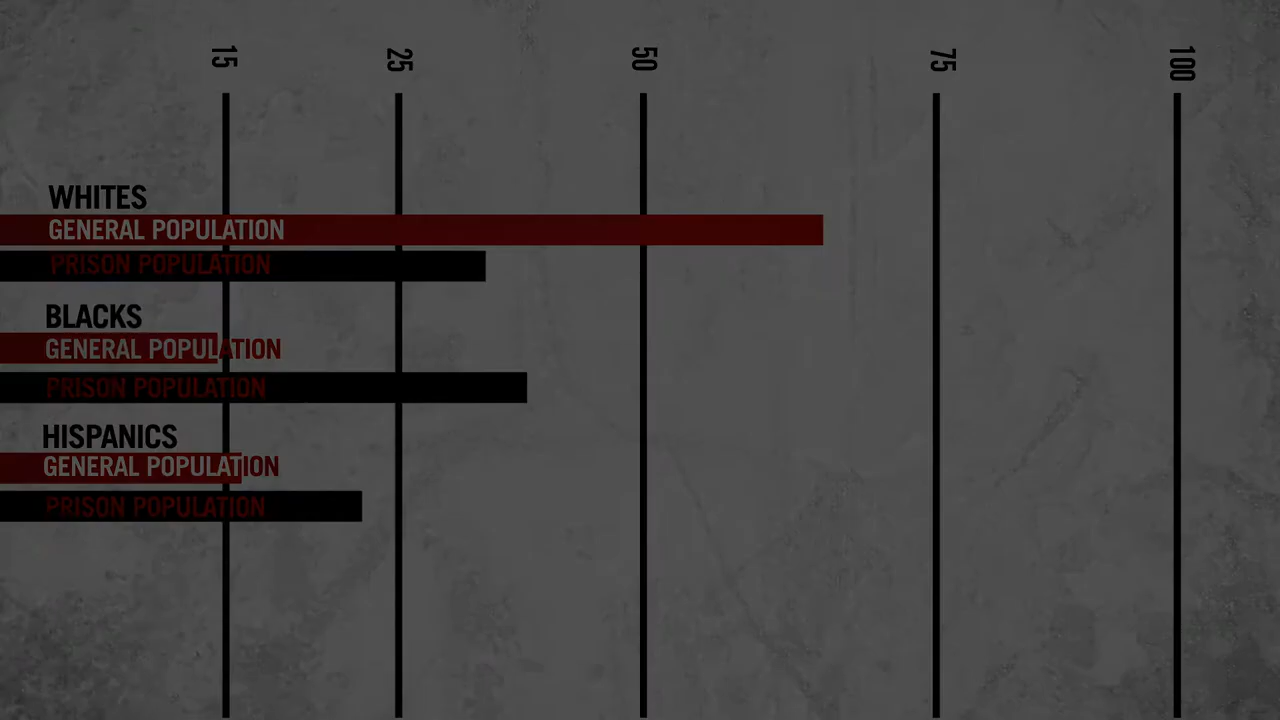 15
25
50
75
100
WHITES
GENERAL POPULATION
PRISON POPULATION
BLACKS
GENERAL POPULATION
PRISON POPULATION
HISPANICS
GENERAL POPULATION
PRISON POPULATION